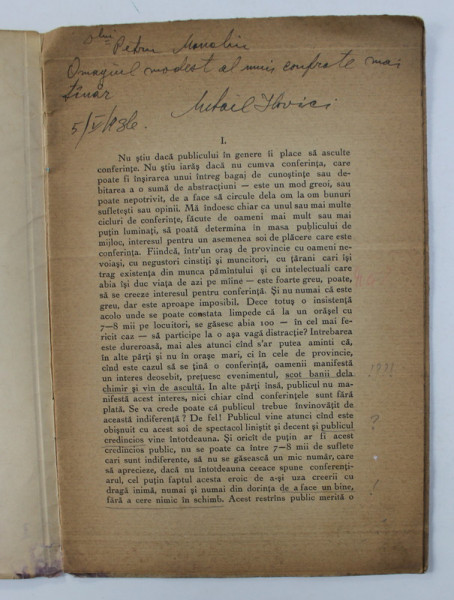 Dlui Petru Manoliu
Omagiul modest al unui confrate mai
tînăr
Mihail Ilovici
5/V/936.
I.
Nu știu dacă publicului în genere îi place să asculte
conferințe. Nu știu iarăș dacă nu cumva conferința, care
poate fi înșirarea unui întreg bagaj de cunoștințe sau de-
bitarea a o sumă de abstracțiuni — este un mod greoi, sau
poate nepotrivit, de a face să circule dela om la om bunuri
sufletești sau opinii. Mă îndoesc chiar ca unul sau mai multe
cicluri de conferințe, făcute de oameni mai mult sau mai
puțin luminați, să poată determina în masa publicului de
mijloc, interesul pentru un asemenea soi de plăcere care este
conferința. Fiindcă, într'un oraș de provincie cu oameni ne-
voiași, cu negustori cinstiți și muncitori, cu țărani cari își
trag existența din munca pămîntului și cu intelectuali care
abia își duc viața de azi pe mîine — este foarte greu, poate,
să se creeze interesul pentru conferință. Și nu numai că este
greu, dar este aproape imposibil. Dece totuș o insistență
acolo unde se poate constata limpede că la un orășel cu
7—8 mii pe locuitori, se găsesc abia 100 — în cel mai fe-
ricit caz — să participe la o așa vagă distracție? Intrebarea
este dureroasă, mai ales atunci cînd s'ar putea aminti că,
în alte părți și nu în orașe mari, ci în cele de provincie,
cînd este cazul să se țină o conferință, oamenii manifestă
un interes deosebit, prețuesc evenimentul, scot banii dela
chimir și vin de ascultă. In alte părți însă, publicul nu ma-
nifestă acest interes, nici chiar cînd conferințele sunt fără
plată. Se va crede poate că publicul trebue învinovățit de
această indiferență? De fel! Publicul vine atunci cînd este
obișnuit cu acest soi de spectacol liniștit și decent și publicul
credincios vine întotdeauna. Și oricît de puțin ar fi acest
credincios public, nu se poate ca între 7—8 mii de suflete
cari sunt indiferente, să nu se găsească un mic număr, care
să aprecieze, dacă nu întotdeauna ceeace spune conferenți-
arul, cel puțin faptul acesta eroic de a-și uza creerii cu
dragă inimă, numai și numai din dorința de a face un bine,
fără a cere nimic în schimb. Acest restrîns public merită o
?
!